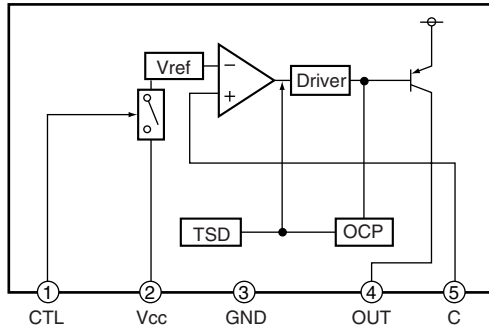 Vref
−
+
Driver
TSD
OCP
1 2 3 4 5
CTL Vcc GND OUT C